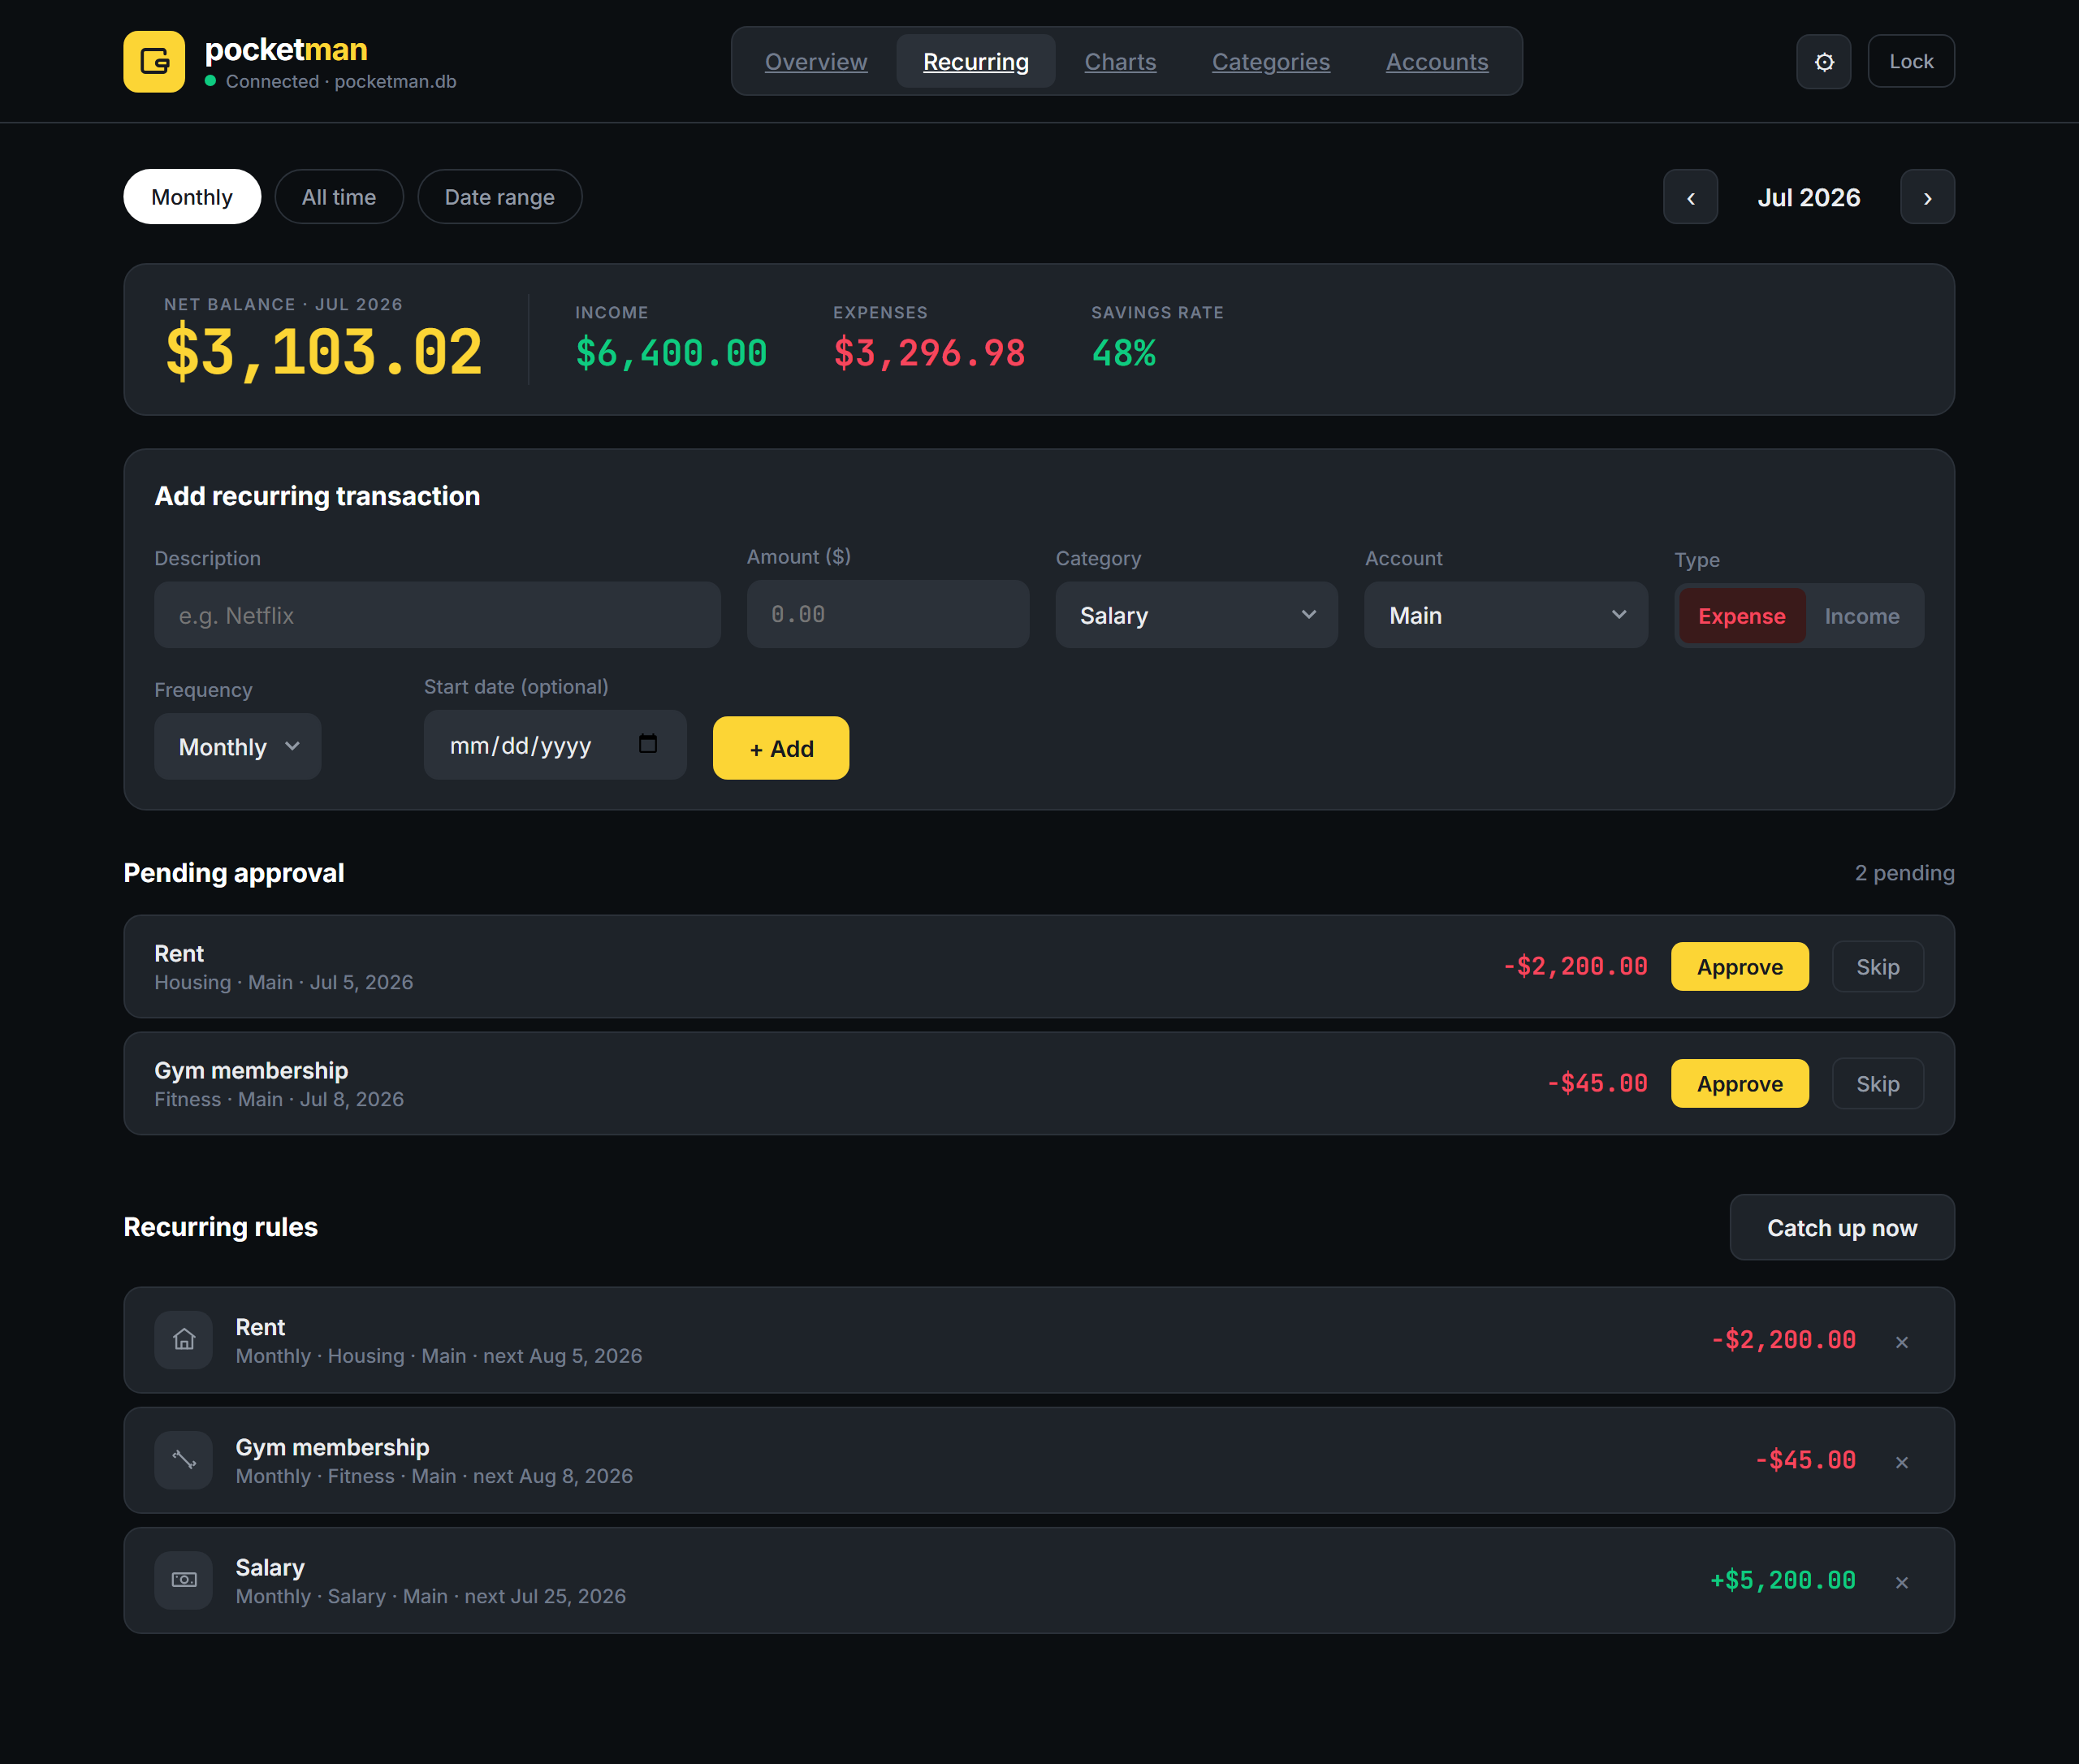 pocketman
Connected · pocketman.db
Overview Recurring Charts Categories Accounts
Lock
Monthly All time Date range
‹ Jul 2026 ›
NET BALANCE · JUL 2026
$3,103.02
INCOME
$6,400.00
EXPENSES
$3,296.98
SAVINGS RATE
48%
Add recurring transaction
Description
e.g. Netflix
Amount ($)
0.00
Category
Salary
Account
Main
Type
Expense Income
Frequency
Monthly
Start date (optional)
mm/dd/yyyy
+ Add
Pending approval
2 pending
Rent
Housing · Main · Jul 5, 2026
-$2,200.00 Approve Skip
Gym membership
Fitness · Main · Jul 8, 2026
-$45.00 Approve Skip
Recurring rules
Catch up now
Rent
Monthly · Housing · Main · next Aug 5, 2026
-$2,200.00 ×
Gym membership
Monthly · Fitness · Main · next Aug 8, 2026
-$45.00 ×
Salary
Monthly · Salary · Main · next Jul 25, 2026
+$5,200.00 ×